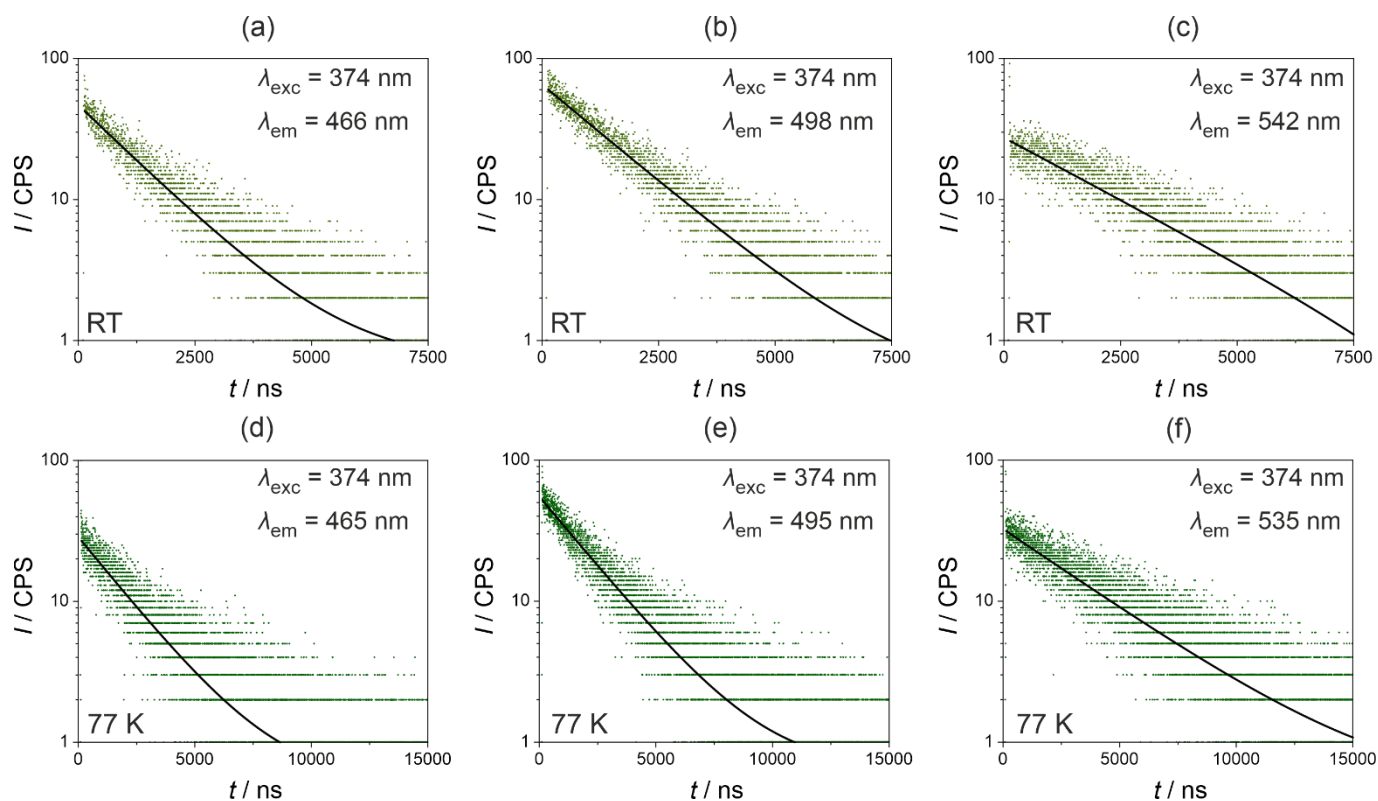 (a)
100
λexc = 374 nm
λem = 466 nm
I / CPS
10
RT
1
0 2500 5000 7500
t / ns
(b)
100
λexc = 374 nm
λem = 498 nm
I / CPS
10
RT
1
0 2500 5000 7500
t / ns
(c)
100
λexc = 374 nm
λem = 542 nm
I / CPS
10
RT
1
0 2500 5000 7500
t / ns
(d)
100
λexc = 374 nm
λem = 465 nm
I / CPS
10
77 K
1
0 5000 10000 15000
t / ns
(e)
100
λexc = 374 nm
λem = 495 nm
I / CPS
10
77 K
1
0 5000 10000 15000
t / ns
(f)
100
λexc = 374 nm
λem = 535 nm
I / CPS
10
77 K
1
0 5000 10000 15000
t / ns